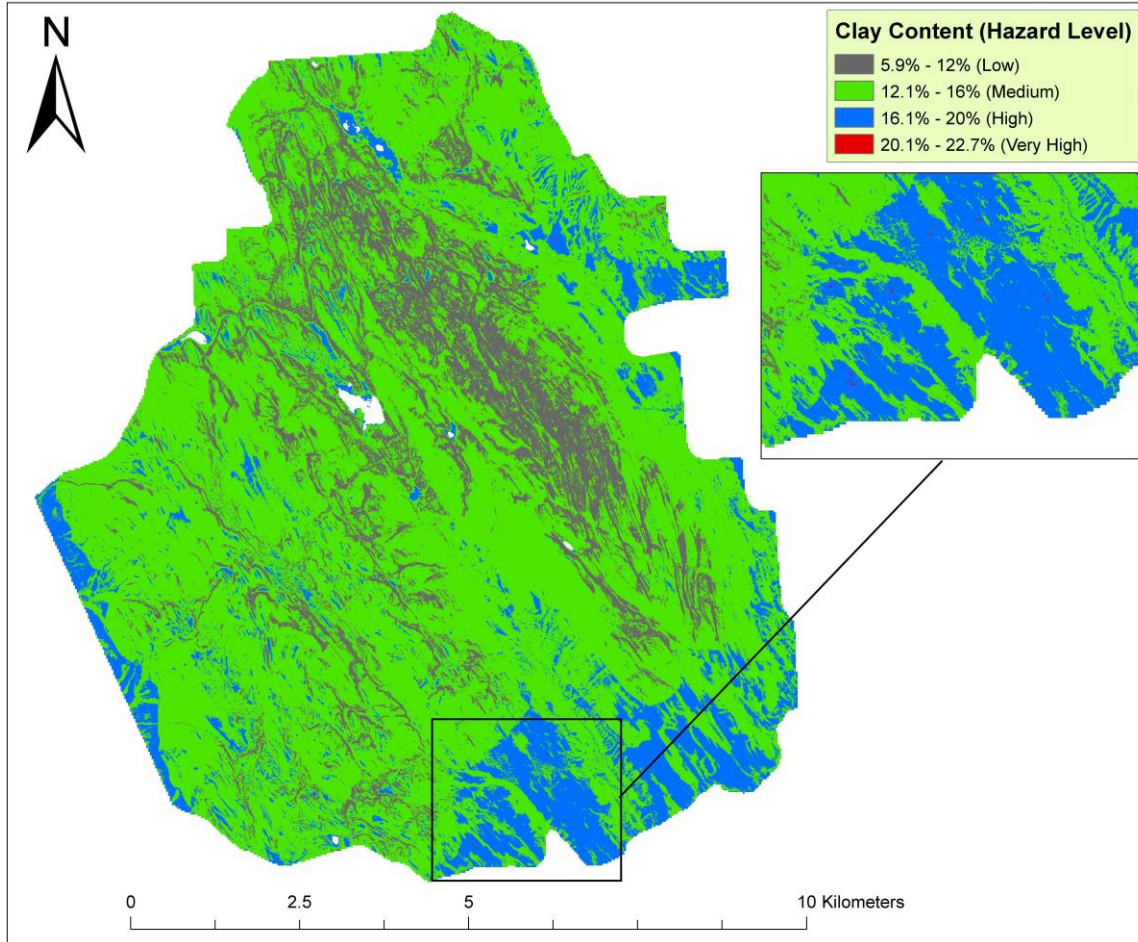 N
Clay Content (Hazard Level)
5.9% - 12% (Low)
12.1% - 16% (Medium)
16.1% - 20% (High)
20.1% - 22.7% (Very High)
0 2.5 5 10 Kilometers